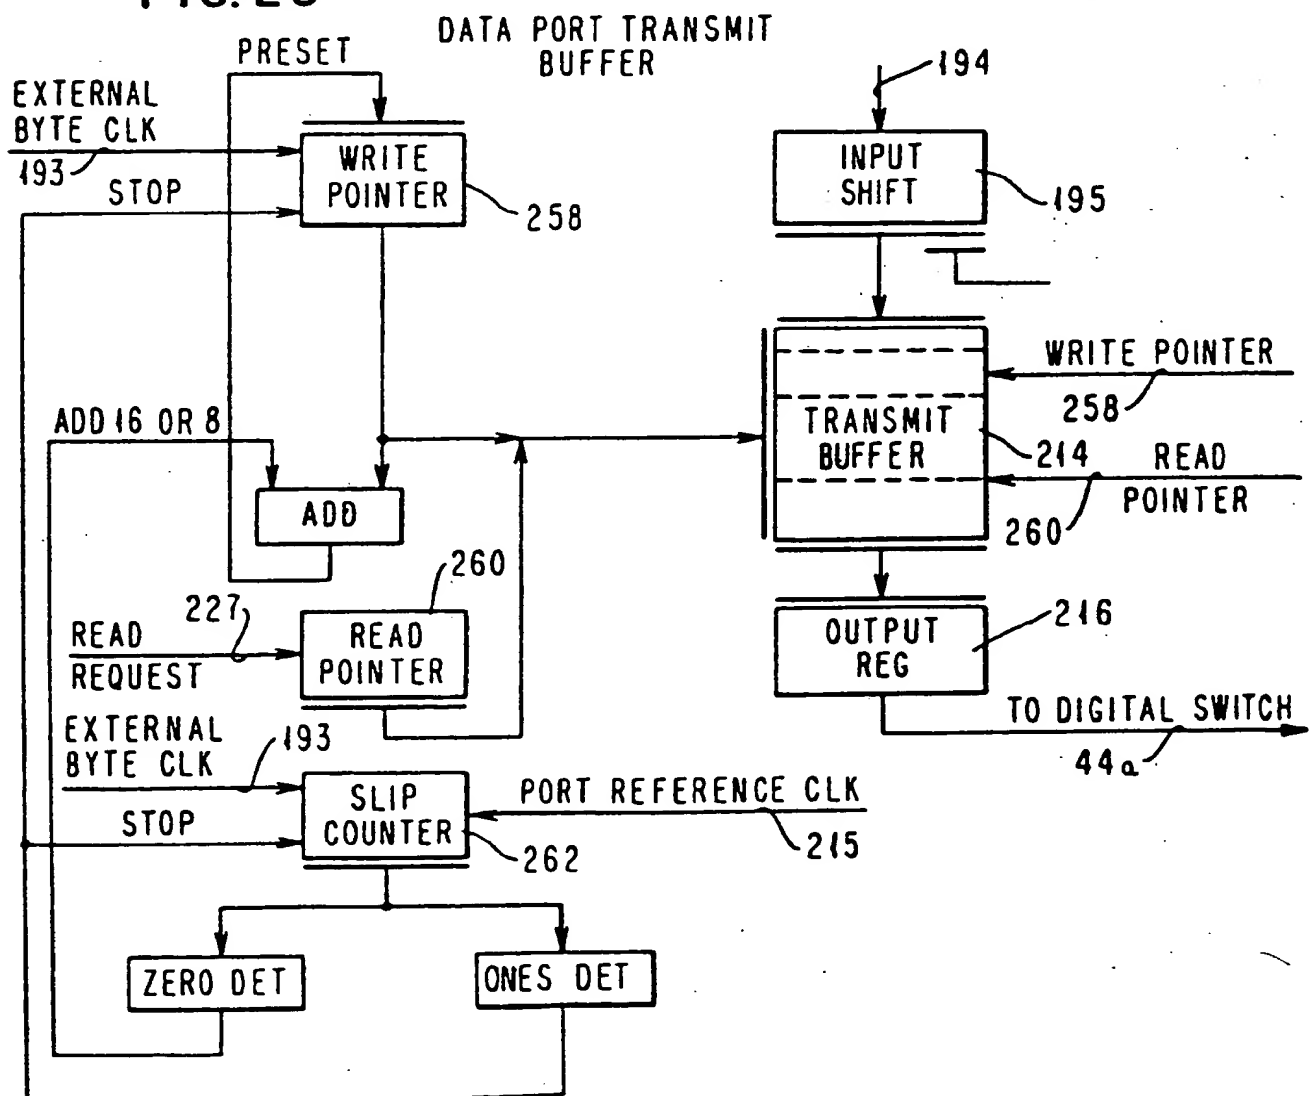 DATA PORT TRANSMIT
BUFFER
PRESET
EXTERNAL
BYTE CLK
193
STOP
WRITE
POINTER
258
194
INPUT
SHIFT
195
WRITE POINTER
258
ADD 16 OR 8
TRANSMIT
BUFFER
214
READ
POINTER
260
ADD
260
227
READ
REQUEST
READ
POINTER
OUTPUT
REG
216
TO DIGITAL SWITCH
44a
EXTERNAL
BYTE CLK
193
STOP
SLIP
COUNTER
262
PORT REFERENCE CLK
215
ZERO DET
ONES DET